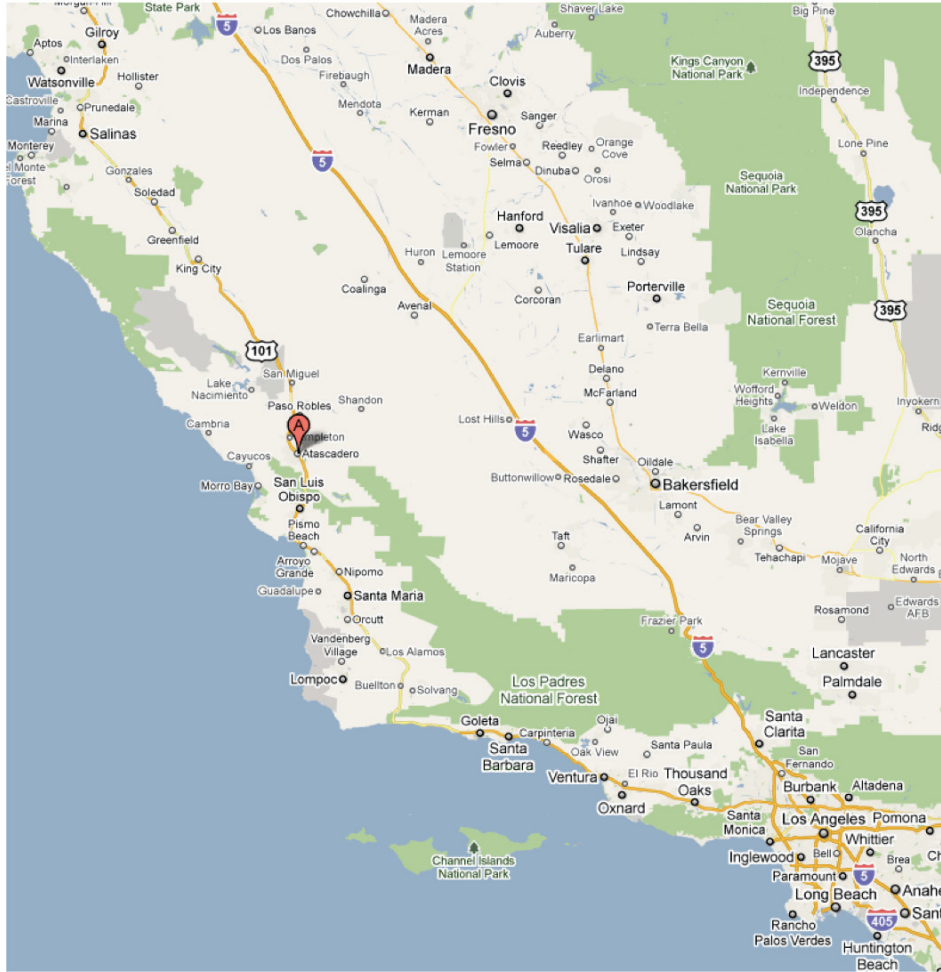 State Park
Morgan Hill
Gilroy
Aptos
Interlaken
Watsonville
Hollister
Castroville
Prunedale
Marina
Salinas
Monterey
el Monte
Forest
Gonzales
Soledad
Greenfield
King City
5
Los Banos
Dos Palos
Chowchilla
Madera
Acres
Madera
Firebaugh
Mendota
Kerman
Shaver Lake
Auberry
Clovis
Fresno
Sanger
Fowler
Selma
Reedley
Orange
Cove
Dinuba
Orosi
Kings Canyon
National Park
Big Pine
395
Independence
Lone Pine
5
Sequoia
National Park
395
Olancha
Ivanhoe
Woodlake
Hanford
Visalia
Exeter
Lemoore
Tulare
Lindsay
Huron
Lemoore
Station
Coalinga
Avenal
Corcoran
Porterville
Terra Bella
Sequoia
National Forest
395
Earlimart
Delano
McFarland
Kernville
Wofford
Heights
Weldon
Lake
Isabella
Inyokern
Ridg
101
San Miguel
Lake
Nacimiento
Paso Robles
Shandon
A
mpleton
Atascadero
Cambria
Cayucos
Morro Bay
San Luis
Obispo
Lost Hills
5
Wasco
Shafter
Oildale
Buttonwillow
Rosedale
Bakersfield
Lamont
Arvin
Bear Valley
Springs
Tehachapi
California
City
Mojave
North
Edwards
Edwards
AFB
Rosamond
Pismo
Beach
Arroyo
Grande
Nipomo
Guadalupe
Santa Maria
Orcutt
Taft
Maricopa
Frazier Park
5
Vandenberg
Village
Los Alamos
Lompoc
Buellton
Solvang
Los Padres
National Forest
Lancaster
Palmdale
Goleta
Santa
Barbara
Carpinteria
Ojai
Oak View
Santa Paula
Santa
Clarita
San
Fernando
Ventura
El Rio
Oxnard
Thousand
Oaks
Burbank
Altadena
Santa
Monica
Los Angeles
Pomona
Inglewood
Bell
Whittier
Brea
Ch
Paramount
5
Anahe
Long Beach
Sant
405
Rancho
Palos Verdes
Huntington
Beach
Channel Islands
National Park